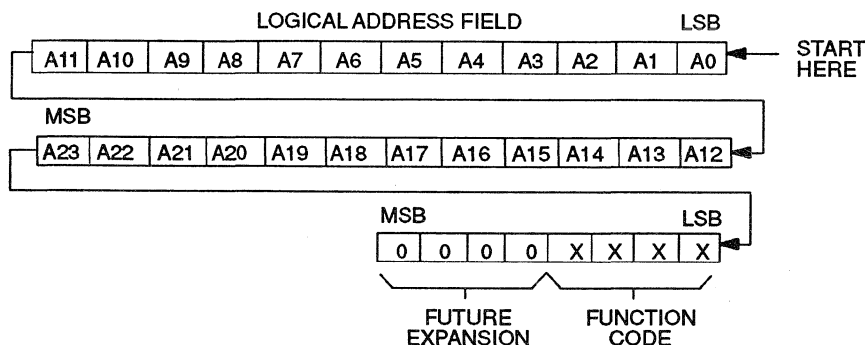 LOGICAL ADDRESS FIELD LSB
A11 A10 A9 A8 A7 A6 A5 A4 A3 A2 A1 A0
START
HERE
MSB
A23 A22 A21 A20 A19 A18 A17 A16 A15 A14 A13 A12
MSB LSB
0 0 0 0 X X X X
FUTURE
EXPANSION
FUNCTION
CODE